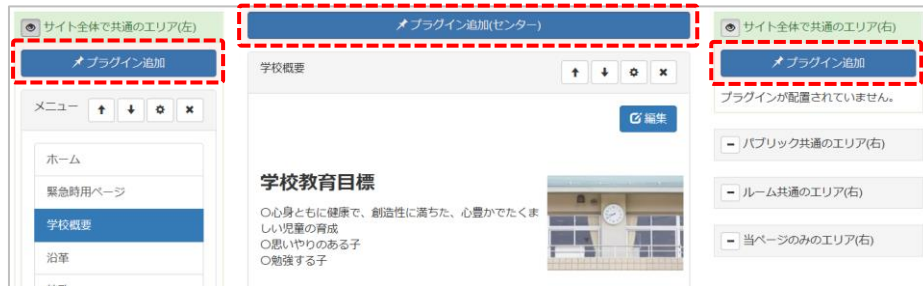 サイト全体で共通のエリア(左)
プラグイン追加
メニュー
ホーム
緊急時用ページ
学校概要
沿革
プラグイン追加(センター)
学校概要
編集
学校教育目標
○心身ともに健康で、創造性に満ちた、心豊かでたくま
しい児童の育成
○思いやりのある子
○勉強する子
サイト全体で共通のエリア(右)
プラグイン追加
プラグインが配置されていません。
パブリック共通のエリア(右)
ルーム共通のエリア(右)
当ページのみのエリア(右)